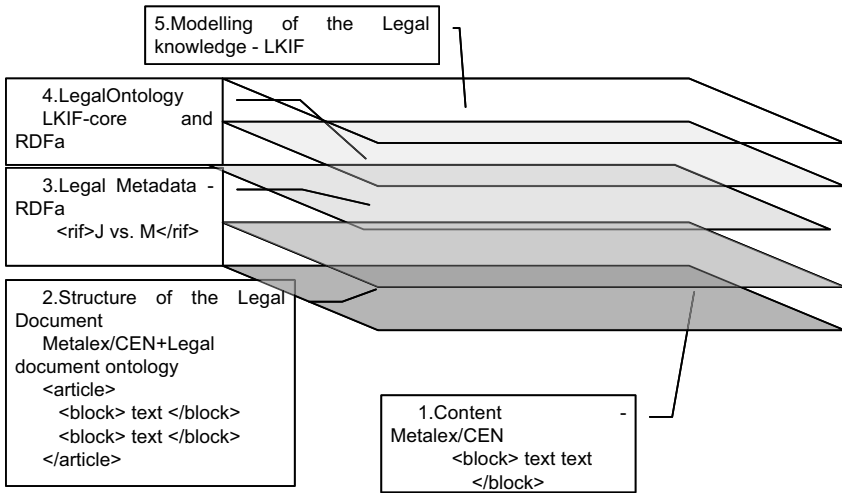 5.Modelling of the Legal
knowledge - LKIF
4.LegalOntology
LKIF-core and
RDFa
3.Legal Metadata -
RDFa
<rif>J vs. M</rif>
2.Structure of the Legal
Document
Metalex/CEN+Legal
document ontology
<article>
<block> text </block>
<block> text </block>
</article>
1.Content -
Metalex/CEN
<block> text text
</block>